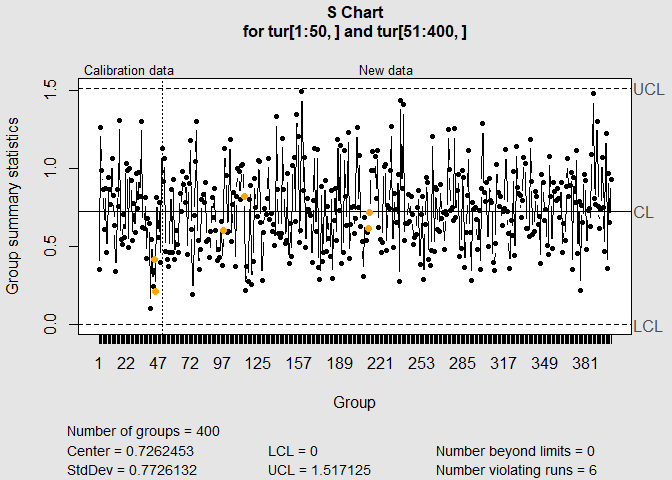 S Chart
for tur[1:50, ] and tur[51:400, ]
Calibration data New data
Group summary statistics
1.5
1.0
0.5
0.0
UCL
CL
LCL
1 22 47 72 97 125 157 189 221 253 285 317 349 381
Group
Number of groups = 400
Center = 0.7262453 LCL = 0 Number beyond limits = 0
StdDev = 0.7726132 UCL = 1.517125 Number violating runs = 6